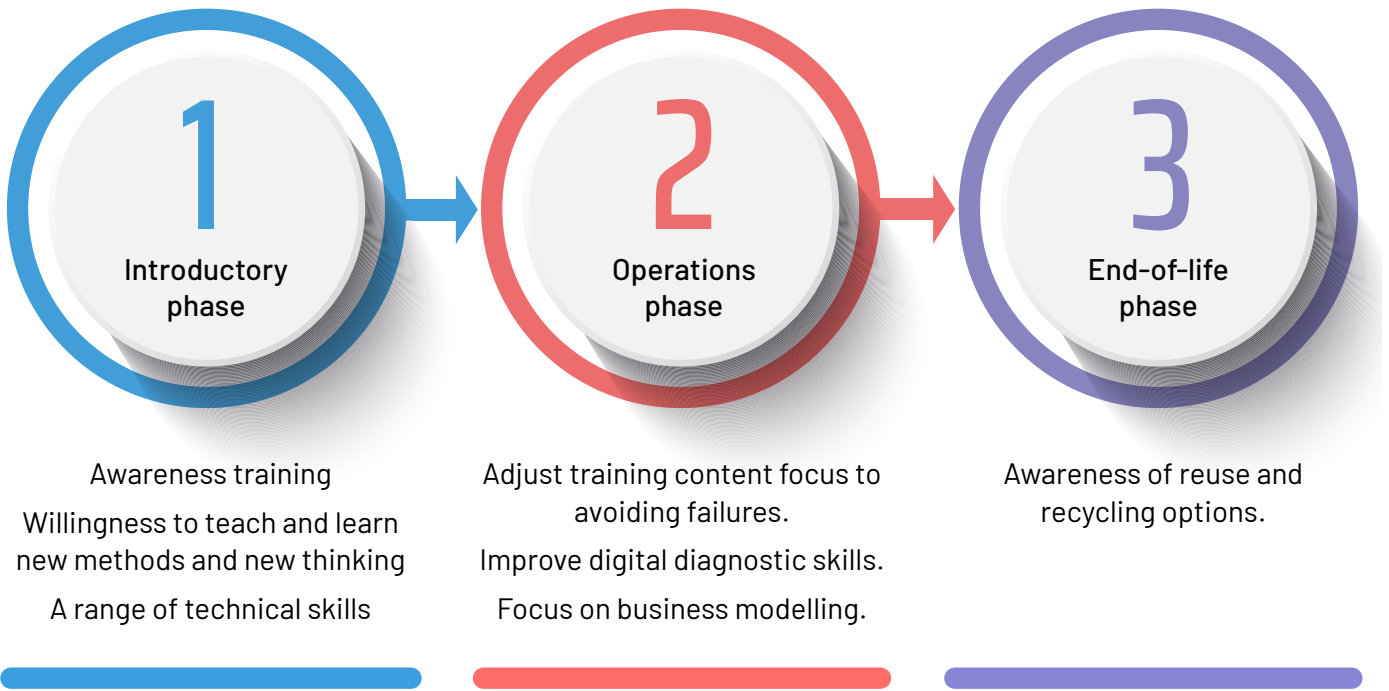 1
Introductory
phase
Awareness training
Willingness to teach and learn
new methods and new thinking
A range of technical skills
2
Operations
phase
Adjust training content focus to
avoiding failures.
Improve digital diagnostic skills.
Focus on business modelling.
3
End-of-life
phase
Awareness of reuse and
recycling options.